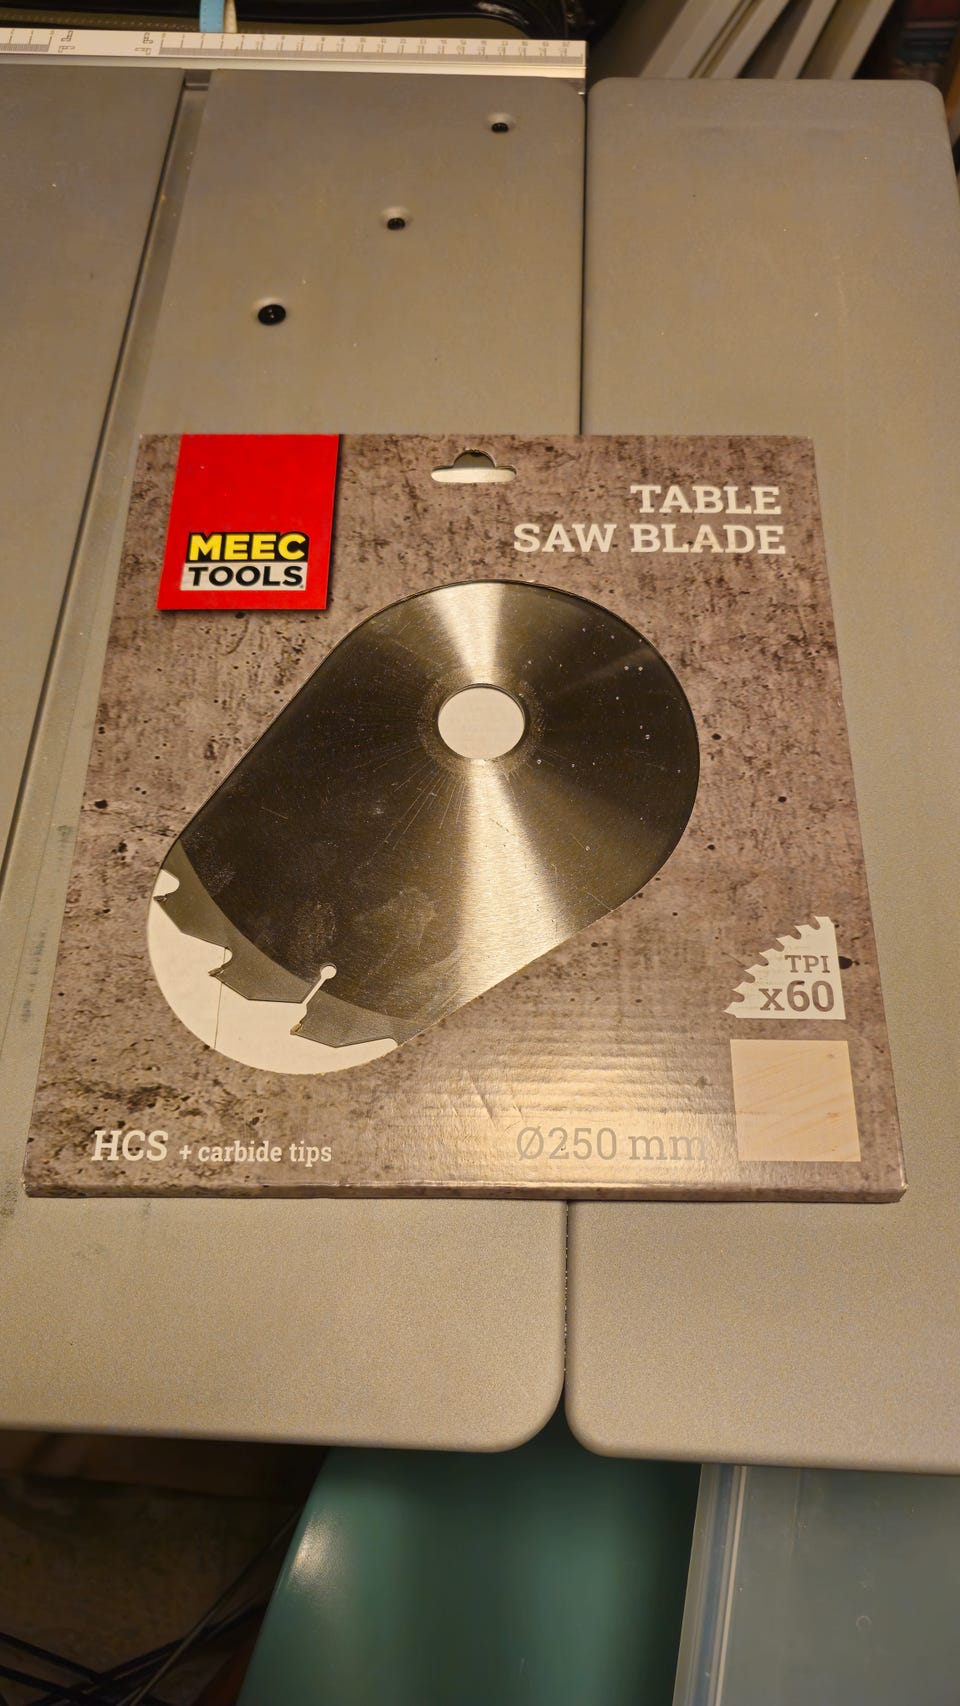 MEEC
TOOLS
TABLE
SAW BLADE
TPI
x60
HCS + carbide tips
Ø250 mm